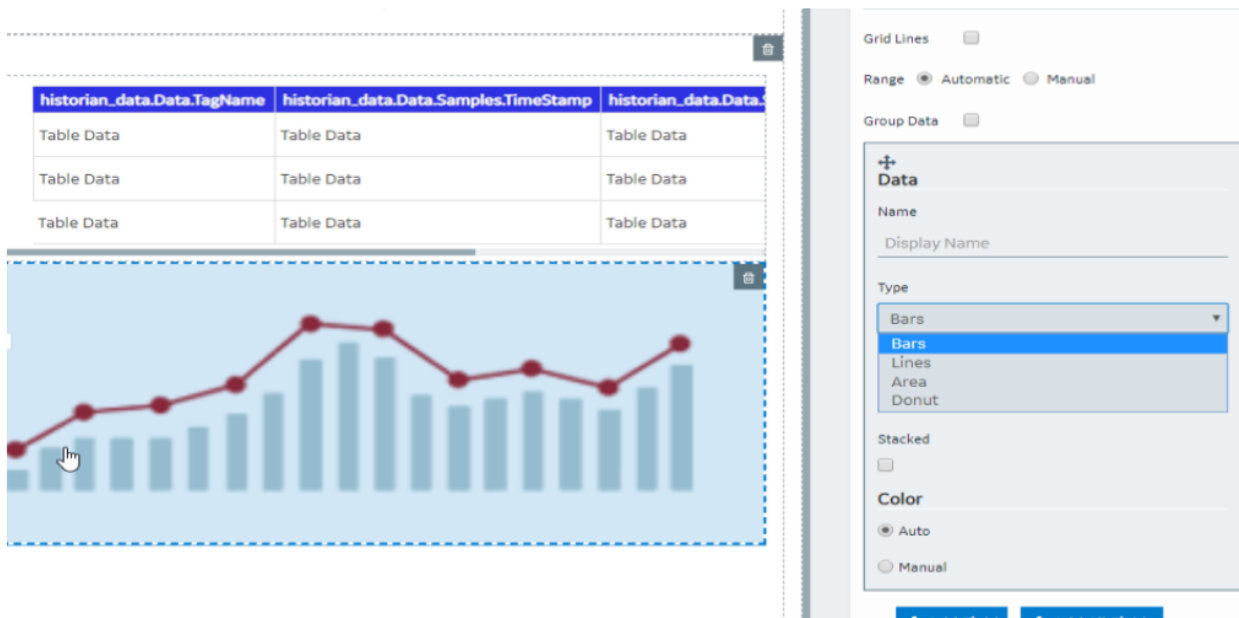 historian_data.Data.TagName historian_data.Data.Samples.TimeStamp historian_data.Data.
Table Data Table Data Table Data
Table Data Table Data Table Data
Table Data Table Data Table Data
Grid Lines
Range Automatic Manual
Group Data
Data
Name
Display Name
Type
Bars
Bars
Lines
Area
Donut
Stacked
Color
Auto
Manual